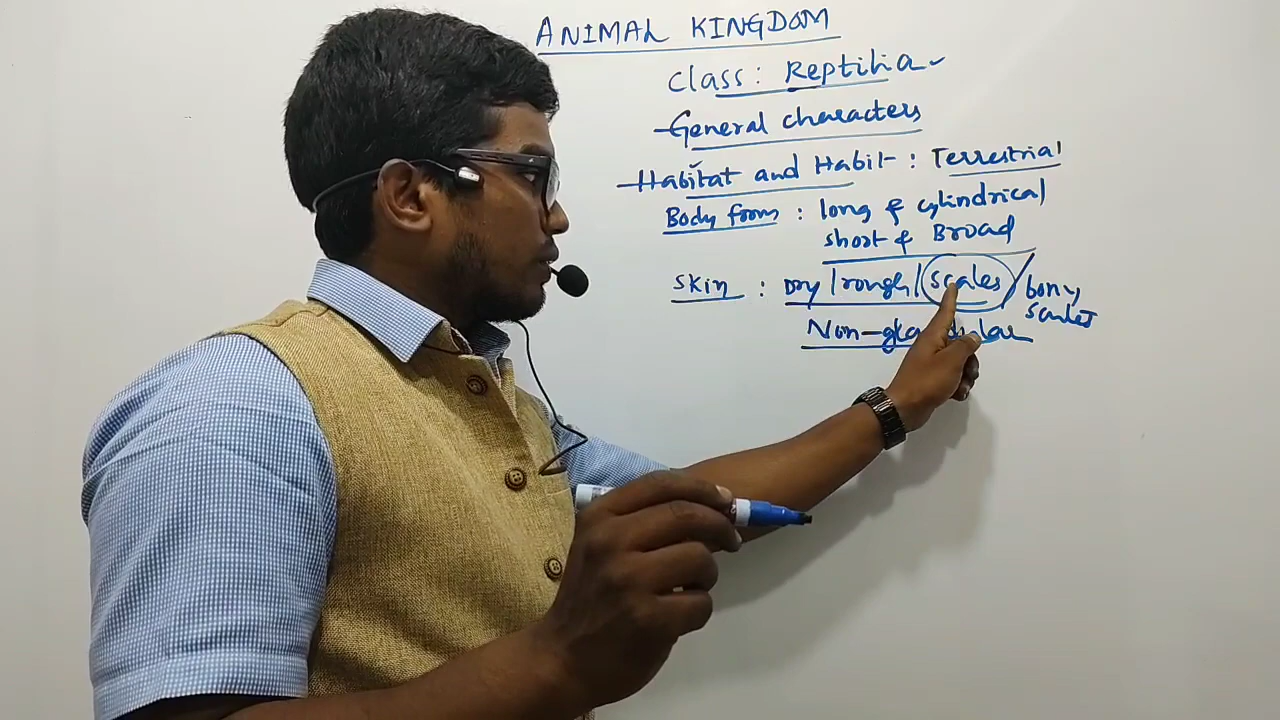 ANIMAL KINGDOM
Class: Reptilia
General characters
Habitat and Habit : Terrestrial
Body form : long & cylindrical
short & Broad
Skin : Dry / rough / scales / bony
scales
Non-glandular